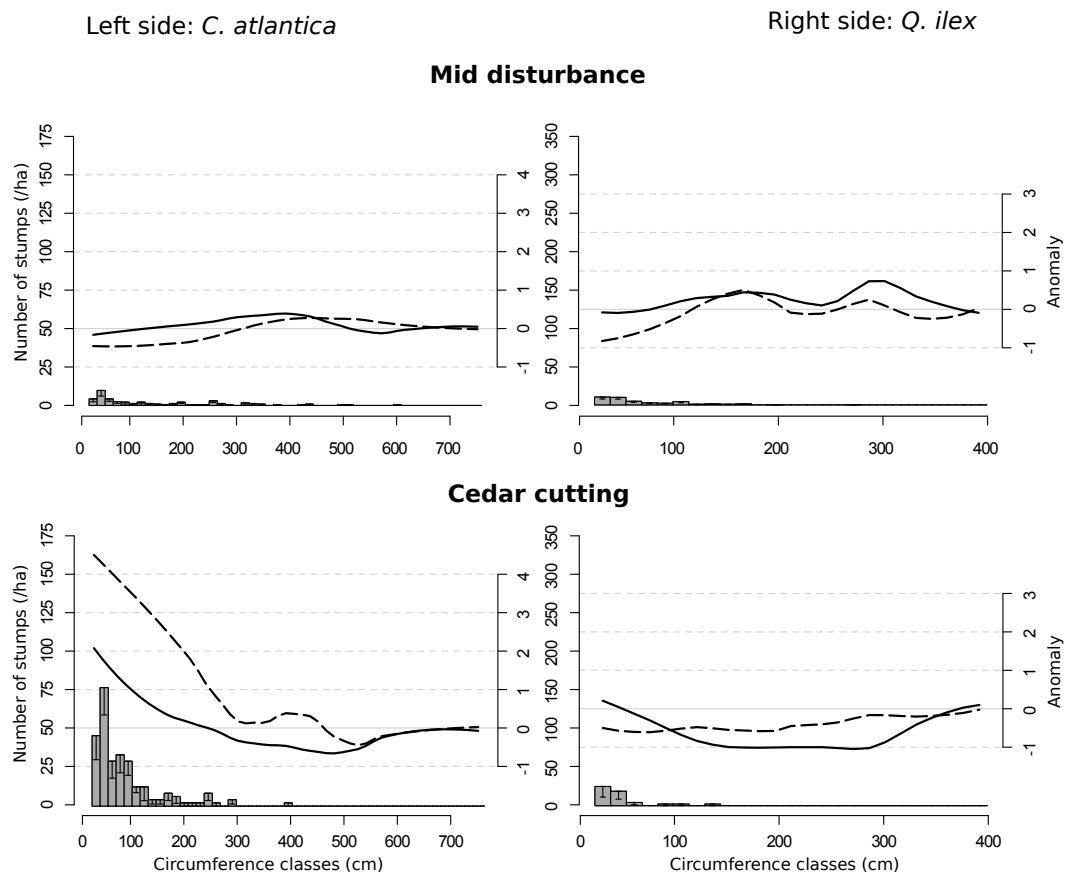 Left side: C. atlantica
Right side: Q. ilex
Mid disturbance
Number of stumps (/ha)
0 25 50 75 100 125 150 175
-1 0 1 2 3 4
0 100 200 300 400 500 600 700
0 50 100 150 200 250 300 350
-1 0 1 2 3
Anomaly
0 100 200 300 400
Cedar cutting
Number of stumps (/ha)
0 25 50 75 100 125 150 175
-1 0 1 2 3 4
0 100 200 300 400 500 600 700
Circumference classes (cm)
0 50 100 150 200 250 300 350
-1 0 1 2 3
Anomaly
0 100 200 300 400
Circumference classes (cm)